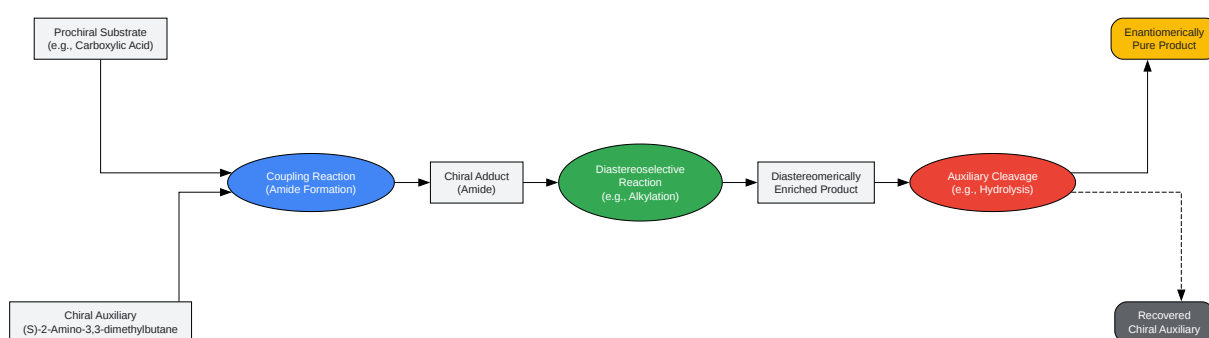 Prochiral Substrate
(e.g., Carboxylic Acid)
Enantiomerically
Pure Product
Coupling Reaction
(Amide Formation)
Chiral Adduct
(Amide)
Diastereoselective
Reaction
(e.g., Alkylation)
Diastereomerically
Enriched Product
Auxiliary Cleavage
(e.g., Hydrolysis)
Chiral Auxiliary
(S)-2-Amino-3,3-dimethylbutane
Recovered
Chiral Auxiliary